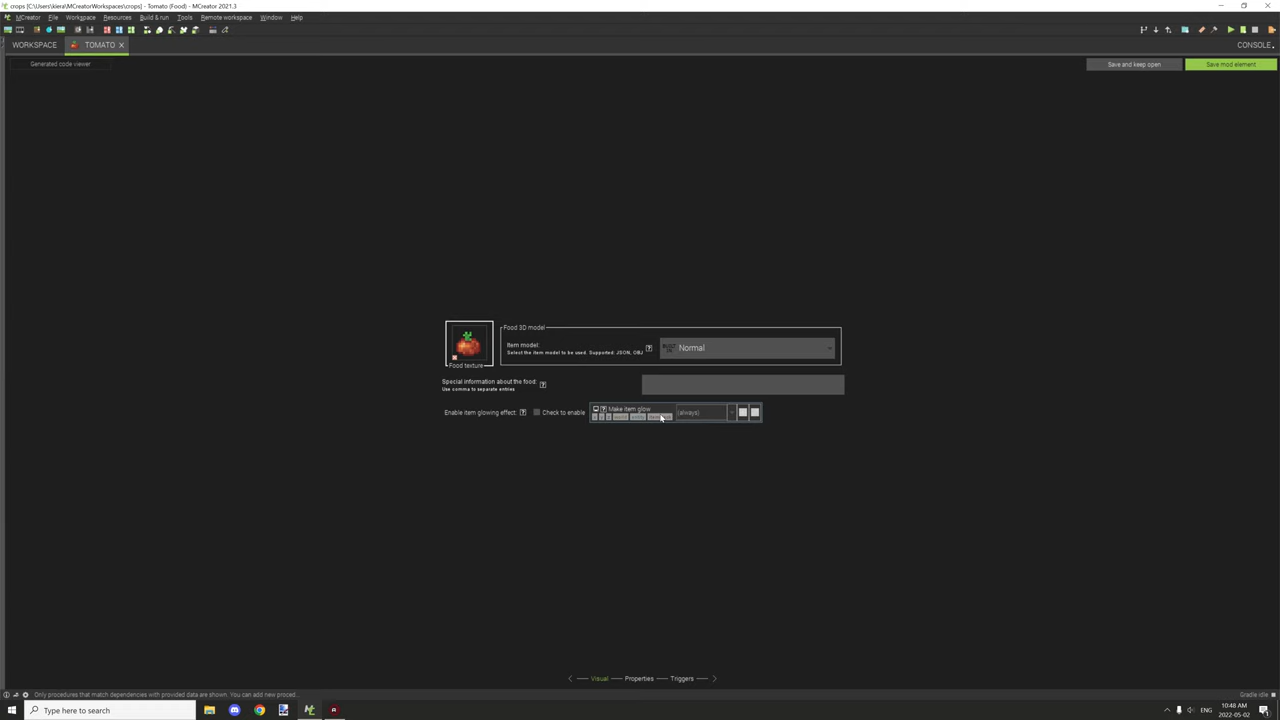 crops [C:\Users\kiera\MCreatorWorkspaces\crops] - Tomato (Food) - MCreator 2021.3
MCreator File Workspace Resources Build & run Tools Remote workspace Window Help
WORKSPACE TOMATO CONSOLE
Generated code viewer Save and keep open Save mod element
Food 3D model
Item model:
Select the item model to be used. Supported: JSON, OBJ
BUILT IN Normal
Food texture
Special information about the food:
Use comma to separate entries
Enable item glowing effect: Check to enable Make item glow (always)
Visual Properties Triggers
Only procedures that match dependencies with provided data are shown. You can add new proced... Gradle idle
Type here to search ENG 10:48 AM
2022-05-02